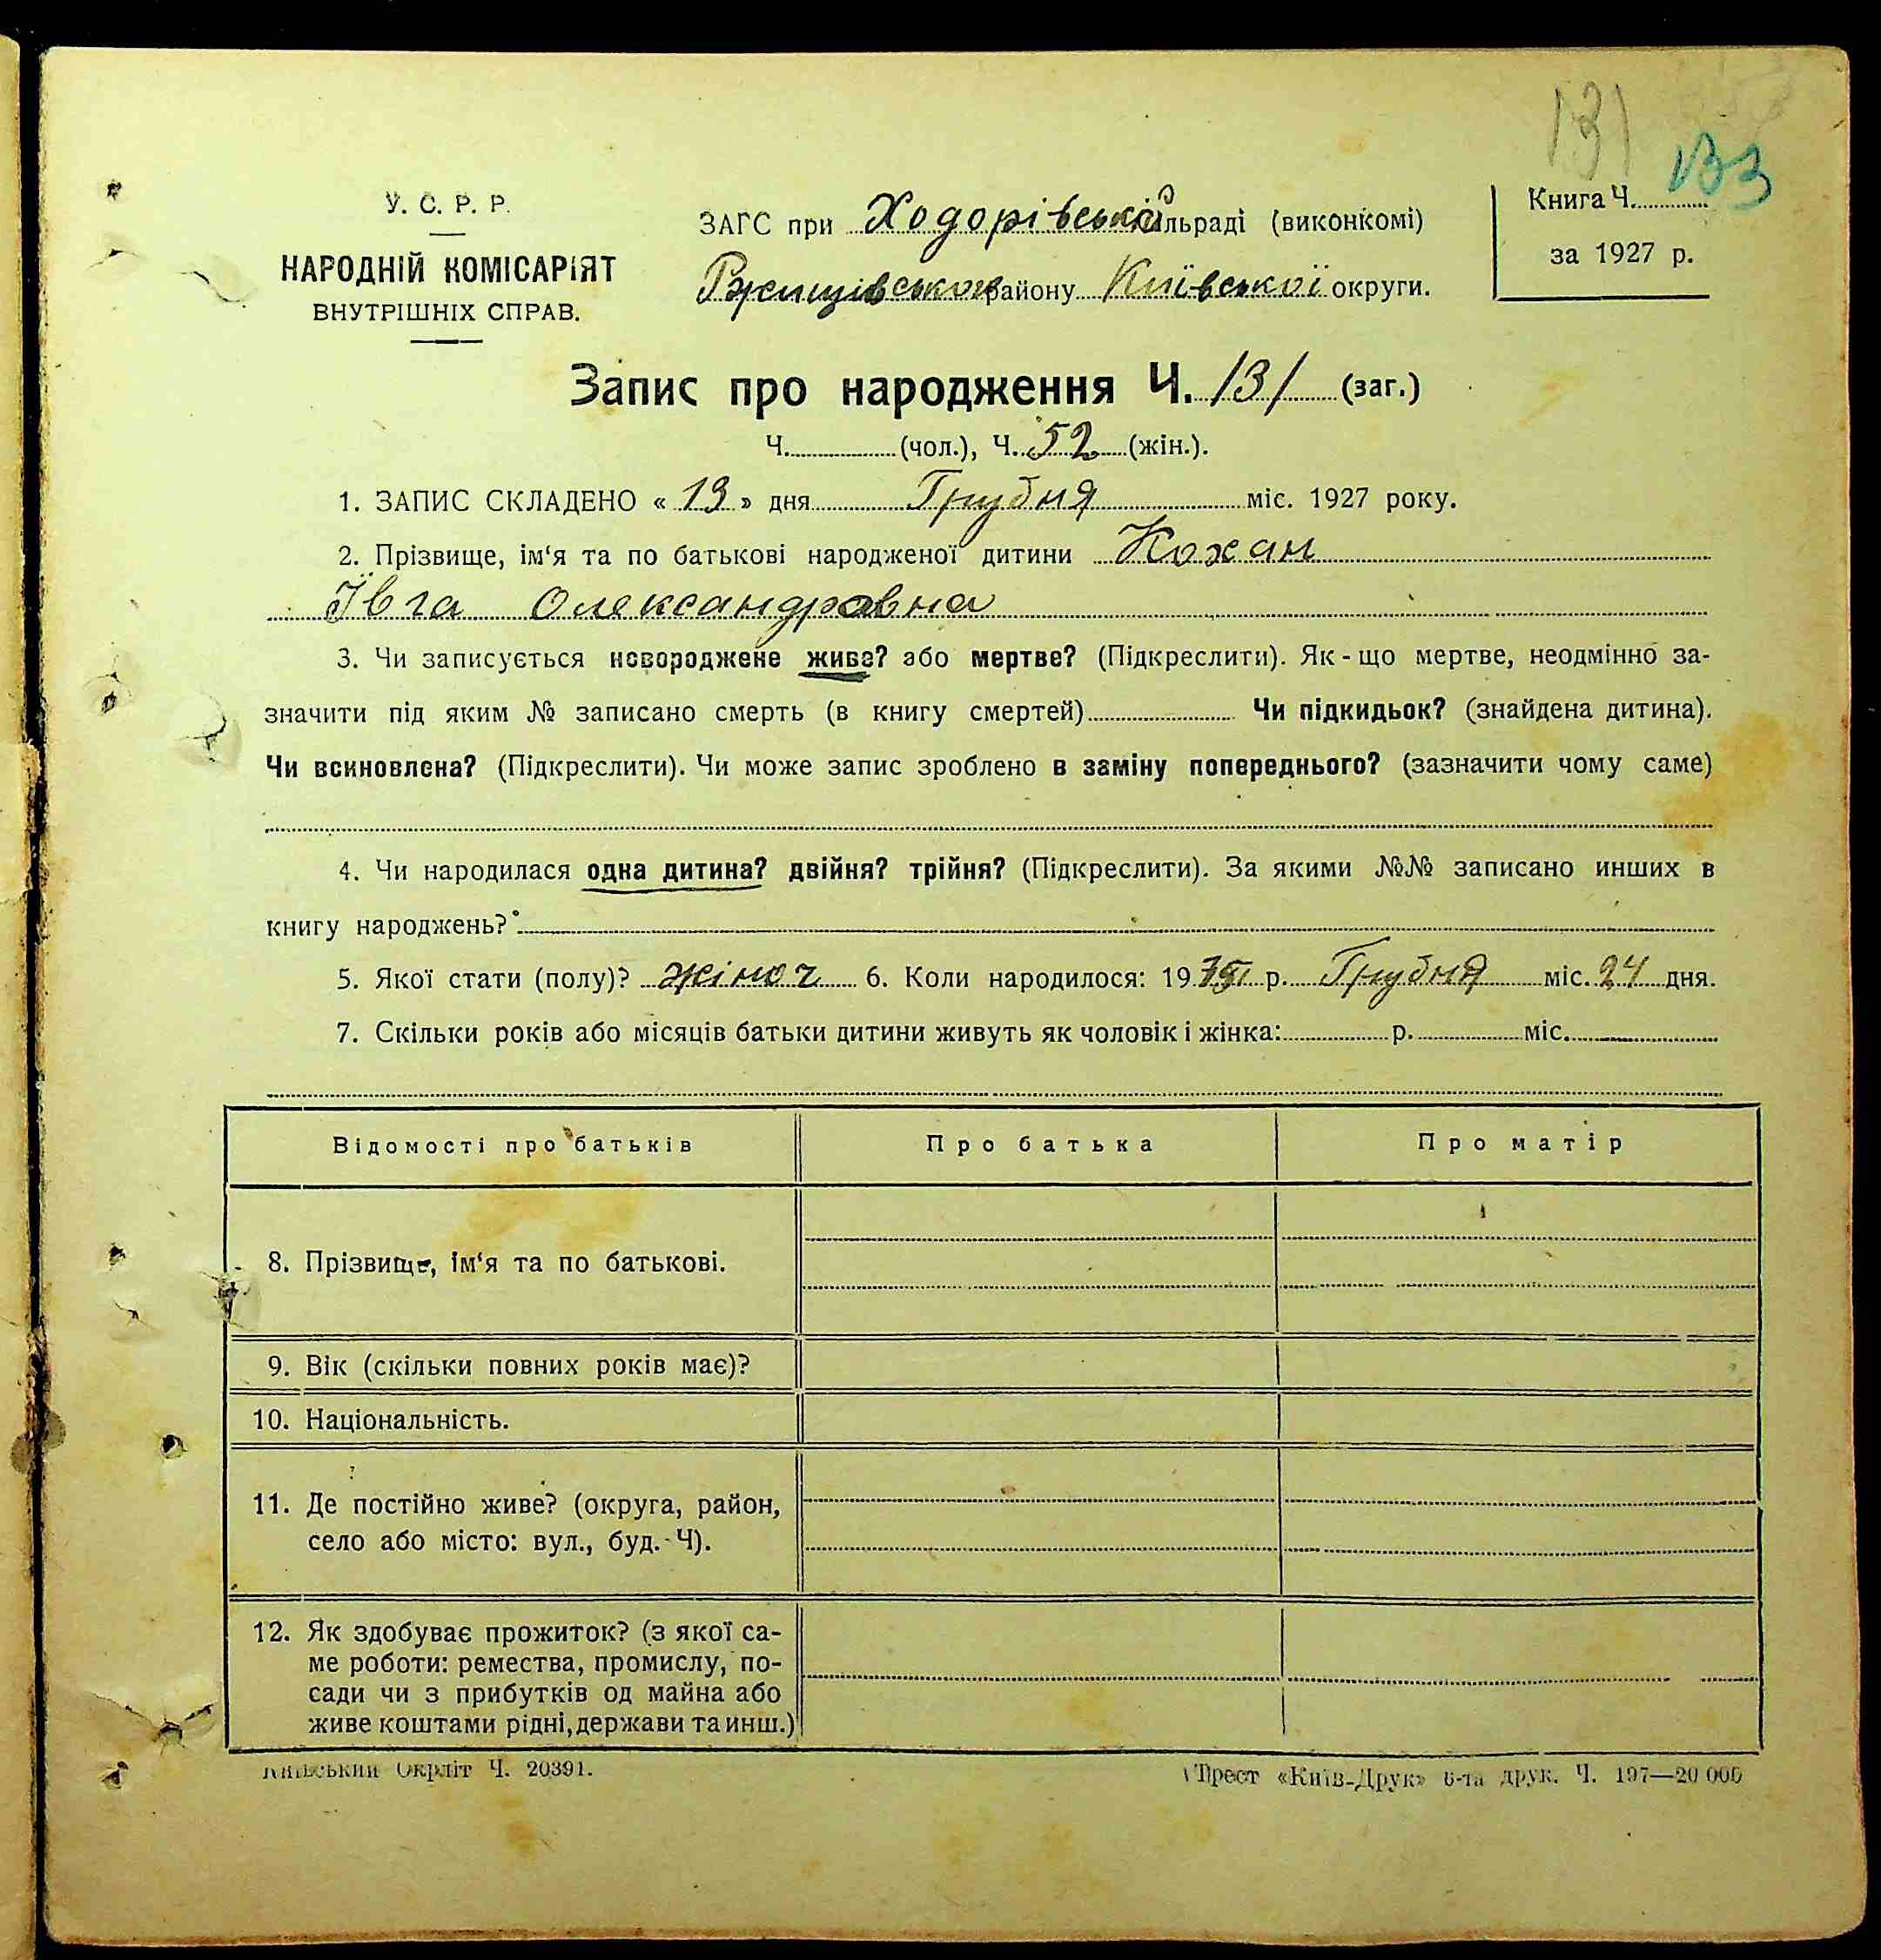 131
133
У. С. Р. Р.
НАРОДНІЙ КОМІСАРІЯТ
ВНУТРІШНІХ СПРАВ.
ЗАГС при Ходорівській сільраді (виконкомі)
Ржищівськой району Київської округи.
Книга Ч.
за 1927 р.
Запис про народження Ч. 131 (заг.)
Ч. (чол.), Ч. 52 (жін.).
1. ЗАПИС СКЛАДЕНО « 13 » дня Грудня міс. 1927 року.
2. Прізвище, ім'я та по батькові народженої дитини Кохан
Ївга Олександравна
3. Чи записується новороджене живе? або мертве? (Підкреслити). Як-що мертве, неодмінно за-
значити під яким № записано смерть (в книгу смертей) Чи підкидьок? (знайдена дитина).
Чи всиновлена? (Підкреслити). Чи може запис зроблено в заміну попереднього? (зазначити чому саме)
4. Чи народилася одна дитина? двійня? трійня? (Підкреслити). За якими №№ записано инших в
книгу народжень?
5. Якої стати (полу)? жіноч 6. Коли народилося: 19 р. Грудня міс. 24 дня.
7. Скільки років або місяців батьки дитини живуть як чоловік і жінка: р. міс.
Відомості про батьків Про батька Про матір
8. Прізвище, ім'я та по батькові.
9. Вік (скільки повних років має)?
10. Національність.
11. Де постійно живе? (округа, район,
село або місто: вул., буд. Ч).
12. Як здобуває прожиток? (з якої са-
ме роботи: ремества, промислу, по-
сади чи з прибутків од майна або
живе коштами рідні, держави та инш.)
Київський Окрліт Ч. 20391.
Трест «Київ-Друк» 6-та друк. Ч. 197—20 000